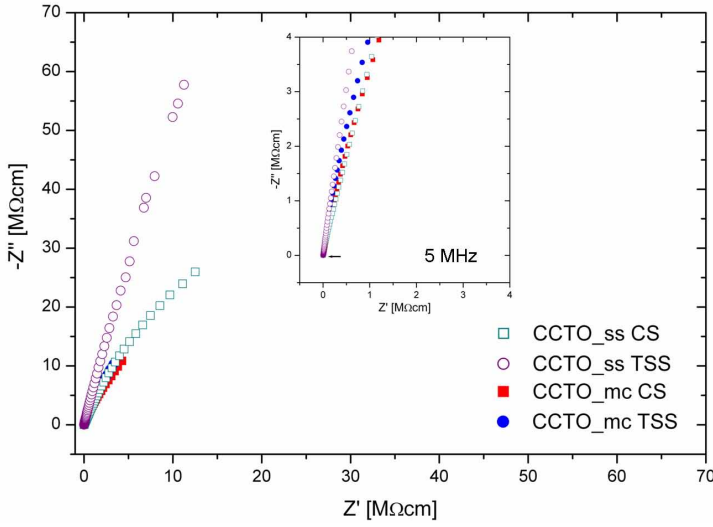 70
60
50
40
30
20
10
0
-Z'' [MΩcm]
0 10 20 30 40 50 60 70
Z' [MΩcm]
4
3
2
1
0
-Z'' [MΩcm]
5 MHz
0 1 2 3 4
Z' [MΩcm]
CCTO_ss CS
CCTO_ss TSS
CCTO_mc CS
CCTO_mc TSS